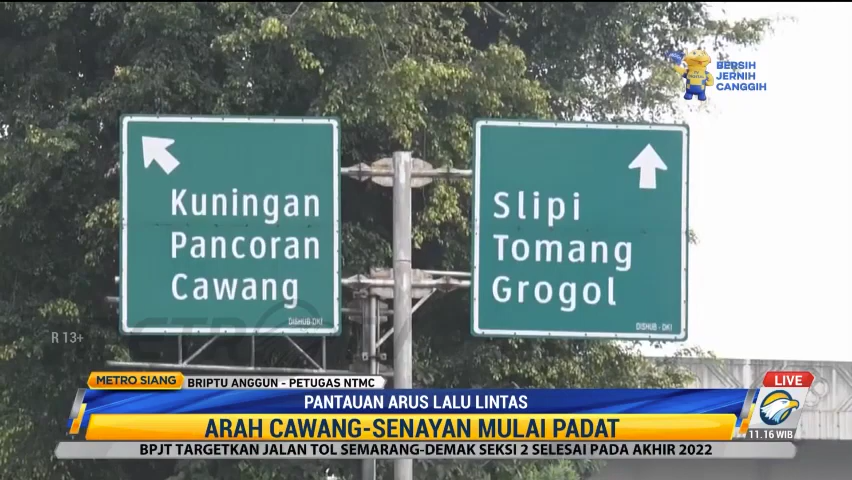 BERSIH
JERNIH
CANGGIH
Kuningan
Pancoran
Cawang
DISHUB-DKI
Slipi
Tomang
Grogol
DISHUB-DKI
R 13+
METRO SIANG
BRIPTU ANGGUN - PETUGAS NTMC
LIVE
PANTAUAN ARUS LALU LINTAS
ARAH CAWANG-SENAYAN MULAI PADAT
11.16 WIB
BPJT TARGETKAN JALAN TOL SEMARANG-DEMAK SEKSI 2 SELESAI PADA AKHIR 2022